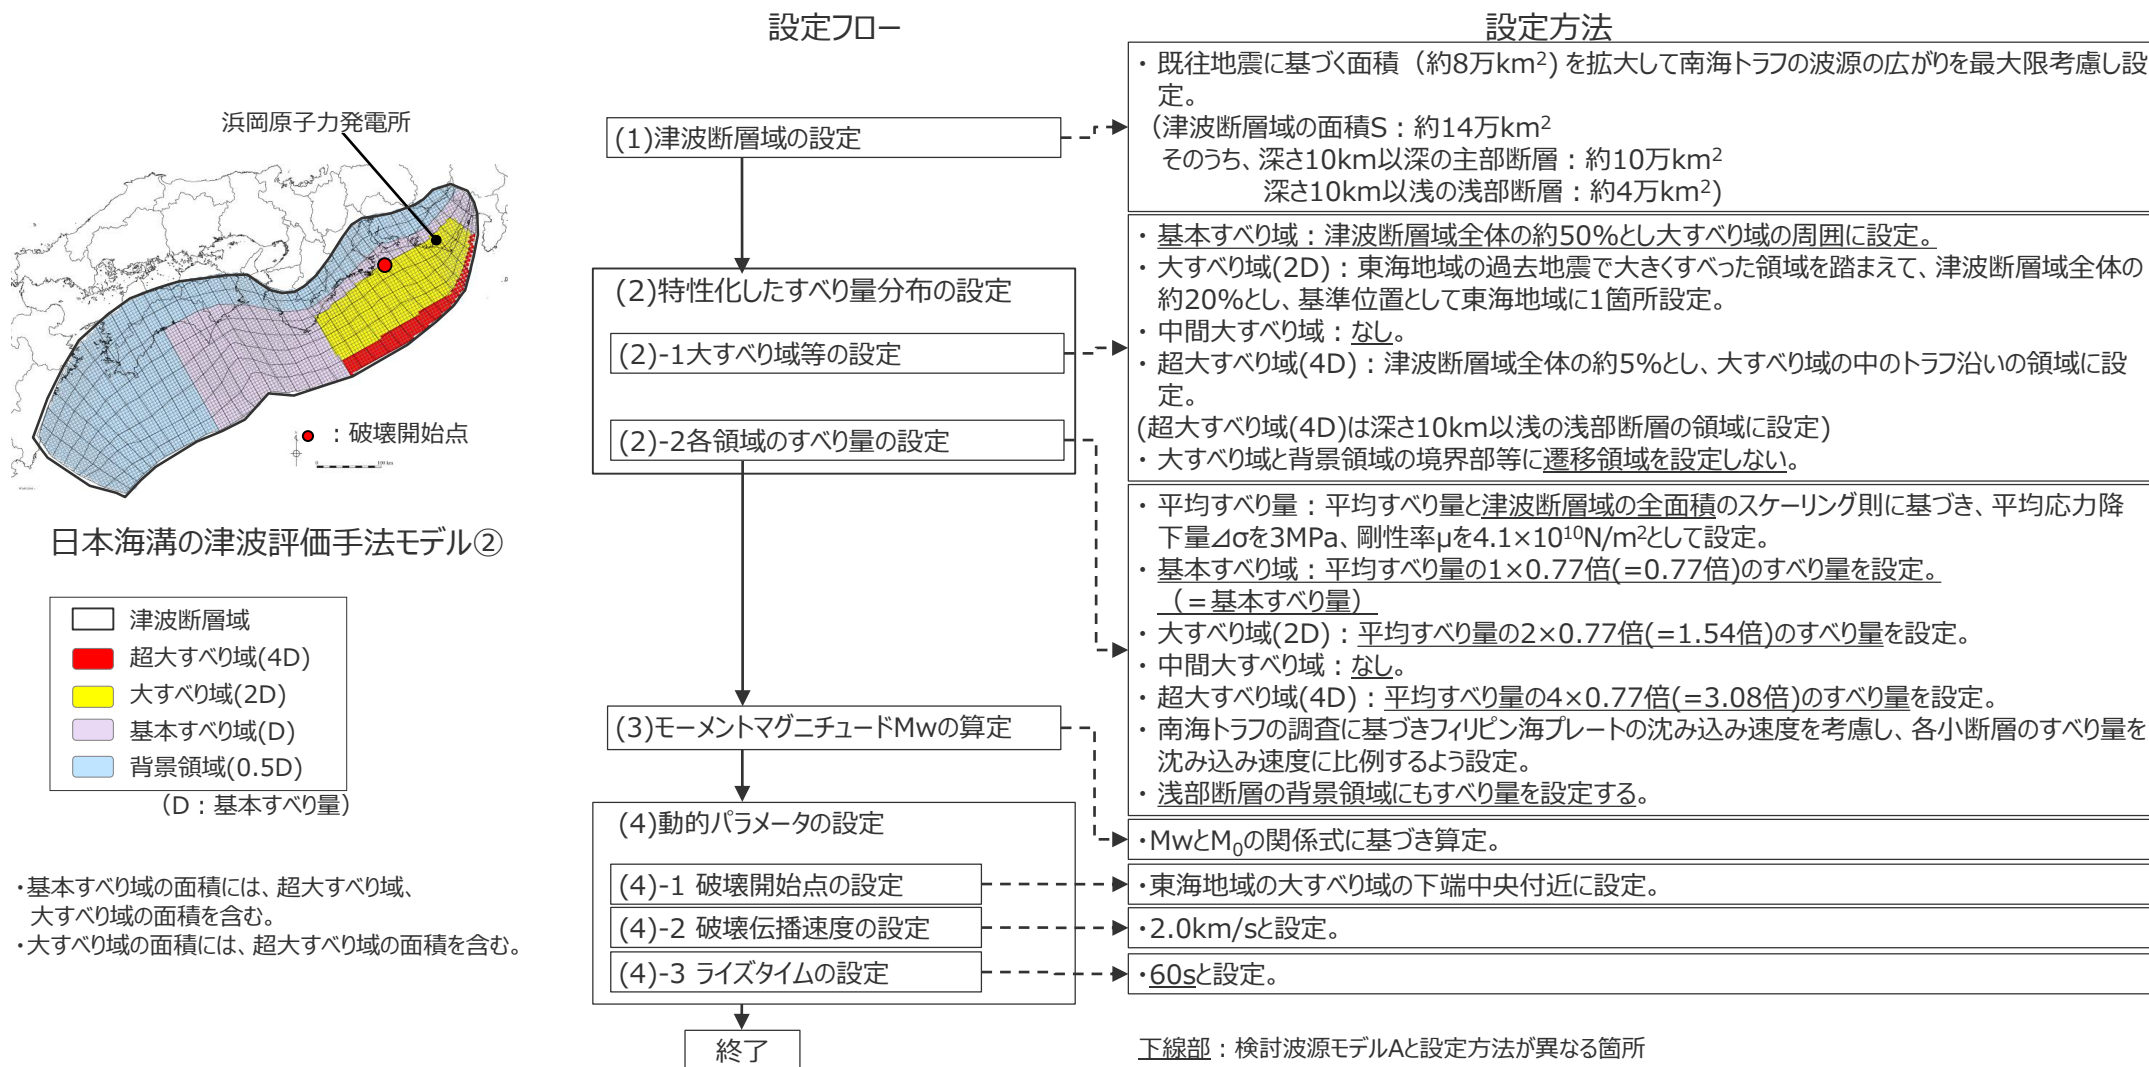 設定フロー
設定方法
浜岡原子力発電所
：破壊開始点
0 100 km
日本海溝の津波評価手法モデル②
津波断層域
超大すべり域(4D)
大すべり域(2D)
基本すべり域(D)
背景領域(0.5D)
（D：基本すべり量）
・基本すべり域の面積には、超大すべり域、
大すべり域の面積を含む。
・大すべり域の面積には、超大すべり域の面積を含む。
(1)津波断層域の設定
(2)特性化したすべり量分布の設定
(2)-1大すべり域等の設定
(2)-2各領域のすべり量の設定
(3)モーメントマグニチュードMwの算定
(4)動的パラメータの設定
(4)-1 破壊開始点の設定
(4)-2 破壊伝播速度の設定
(4)-3 ライズタイムの設定
終了
・既往地震に基づく面積（約8万km²）を拡大して南海トラフの波源の広がりを最大限考慮し設
定。
（津波断層域の面積S：約14万km²
そのうち、深さ10km以深の主部断層：約10万km²
深さ10km以浅の浅部断層：約4万km²)
・基本すべり域：津波断層域全体の約50%とし大すべり域の周囲に設定。
・大すべり域(2D)：東海地域の過去地震で大きくすべった領域を踏まえて、津波断層域全体の
約20%とし、基準位置として東海地域に1箇所設定。
・中間大すべり域：なし。
・超大すべり域(4D)：津波断層域全体の約5%とし、大すべり域の中のトラフ沿いの領域に設
定。
(超大すべり域(4D)は深さ10km以浅の浅部断層の領域に設定)
・大すべり域と背景領域の境界部等に遷移領域を設定しない。
・平均すべり量：平均すべり量と津波断層域の全面積のスケーリング則に基づき、平均応力降
下量⊿σを3MPa、剛性率μを4.1×10¹⁰N/m²として設定。
・基本すべり域：平均すべり量の1×0.77倍(=0.77倍)のすべり量を設定。
（＝基本すべり量）
・大すべり域(2D)：平均すべり量の2×0.77倍(=1.54倍)のすべり量を設定。
・中間大すべり域：なし。
・超大すべり域(4D)：平均すべり量の4×0.77倍(=3.08倍)のすべり量を設定。
・南海トラフの調査に基づきフィリピン海プレートの沈み込み速度を考慮し、各小断層のすべり量を
沈み込み速度に比例するよう設定。
・浅部断層の背景領域にもすべり量を設定する。
・MwとM₀の関係式に基づき算定。
・東海地域の大すべり域の下端中央付近に設定。
・2.0km/sと設定。
・60sと設定。
下線部：検討波源モデルAと設定方法が異なる箇所